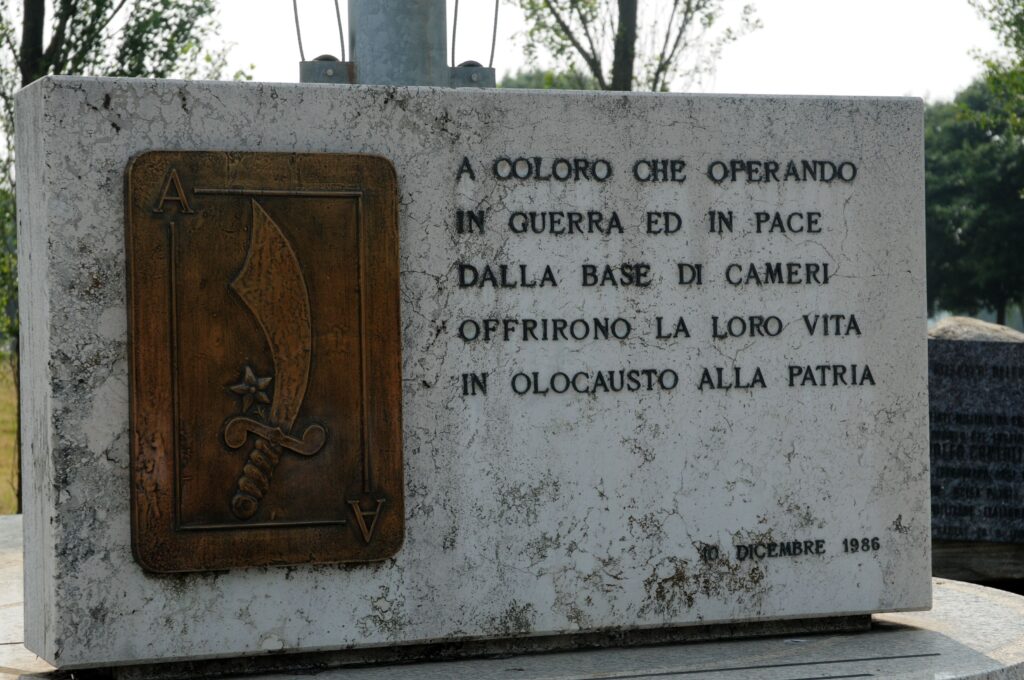 A
A COLORO CHE OPERANDO
IN GUERRA ED IN PACE
DALLA BASE DI CAMERI
OFFRIRONO LA LORO VITA
IN OLOCAUSTO ALLA PATRIA
A
10 DICEMBRE 1986